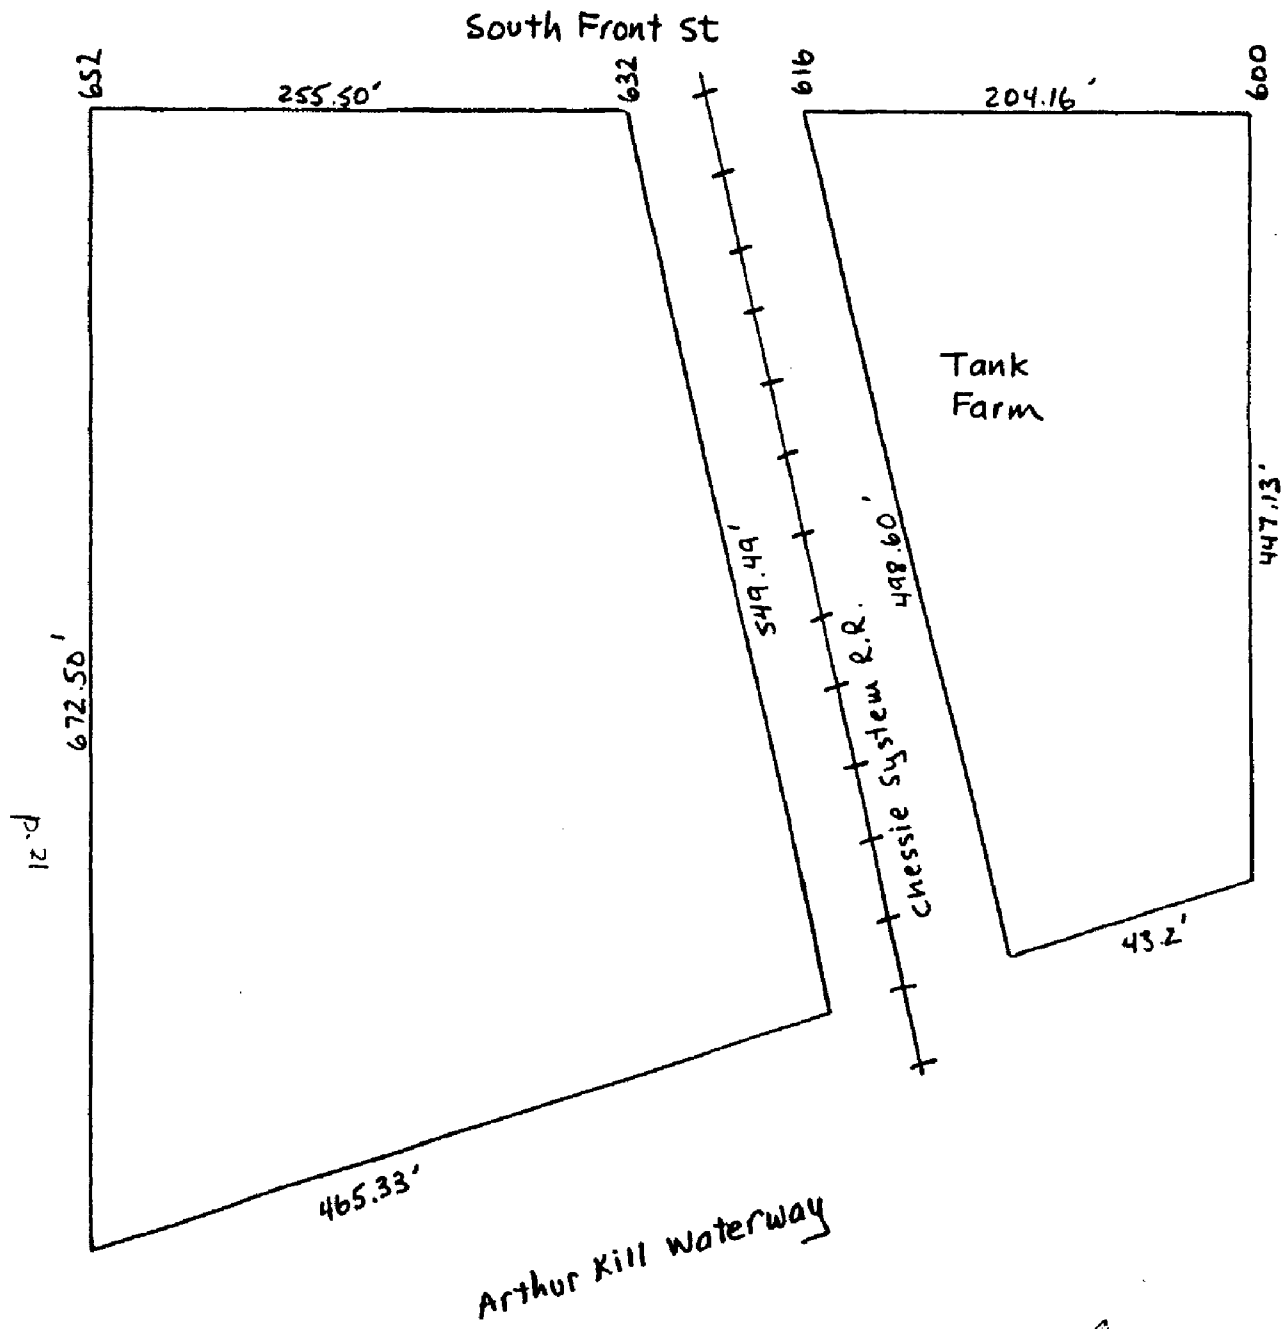 South Front St
652
255.50'
632
616
204.16'
600
Tank
Farm
447.13'
498.60'
549.49'
672.50'
Chessie System R.R.
p.21
43.2'
465.33'
Arthur Kill Waterway